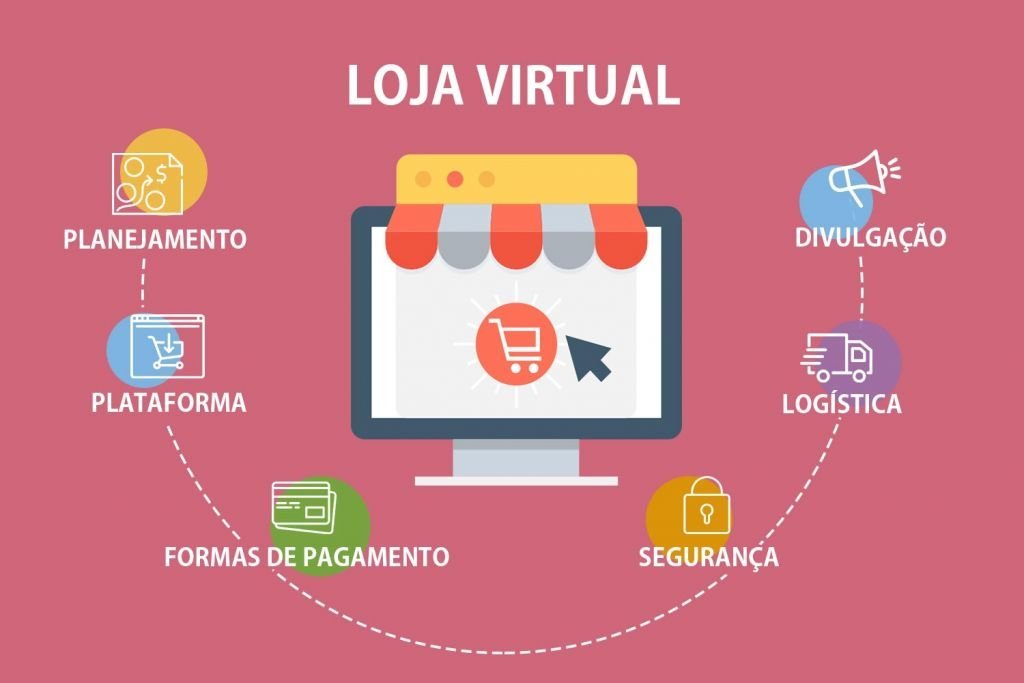 LOJA VIRTUAL
PLANEJAMENTO
DIVULGAÇÃO
PLATAFORMA
LOGÍSTICA
FORMAS DE PAGAMENTO
SEGURANÇA
$